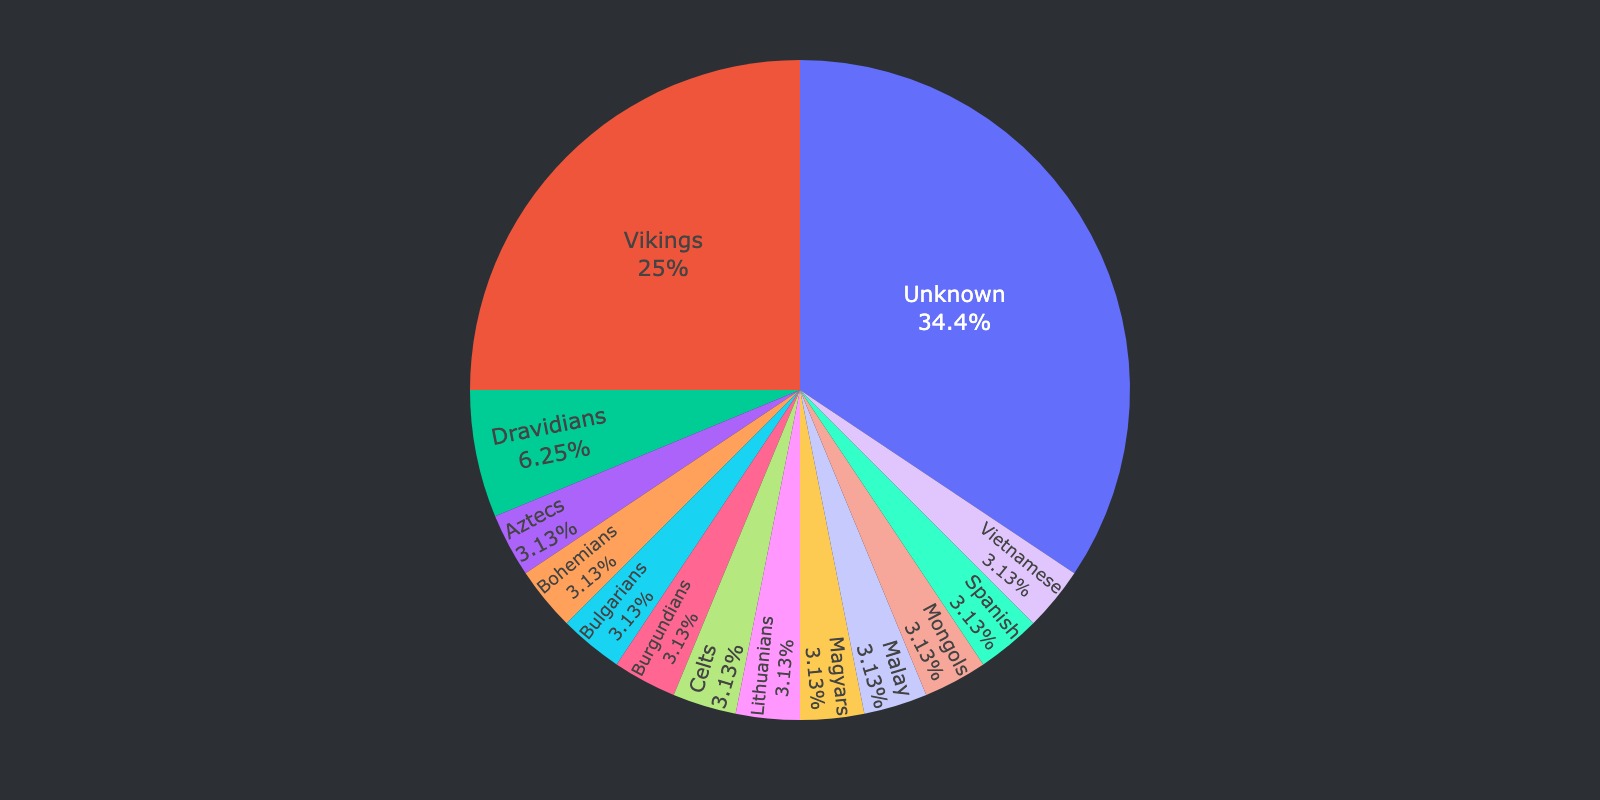 Vikings
25%
Unknown
34.4%
Dravidians
6.25%
Aztecs
3.13%
Bohemians
3.13%
Bulgarians
3.13%
Burgundians
3.13%
Celts
3.13%
Lithuanians
3.13%
Magyars
3.13%
Malay
3.13%
Mongols
3.13%
Spanish
3.13%
Vietnamese
3.13%